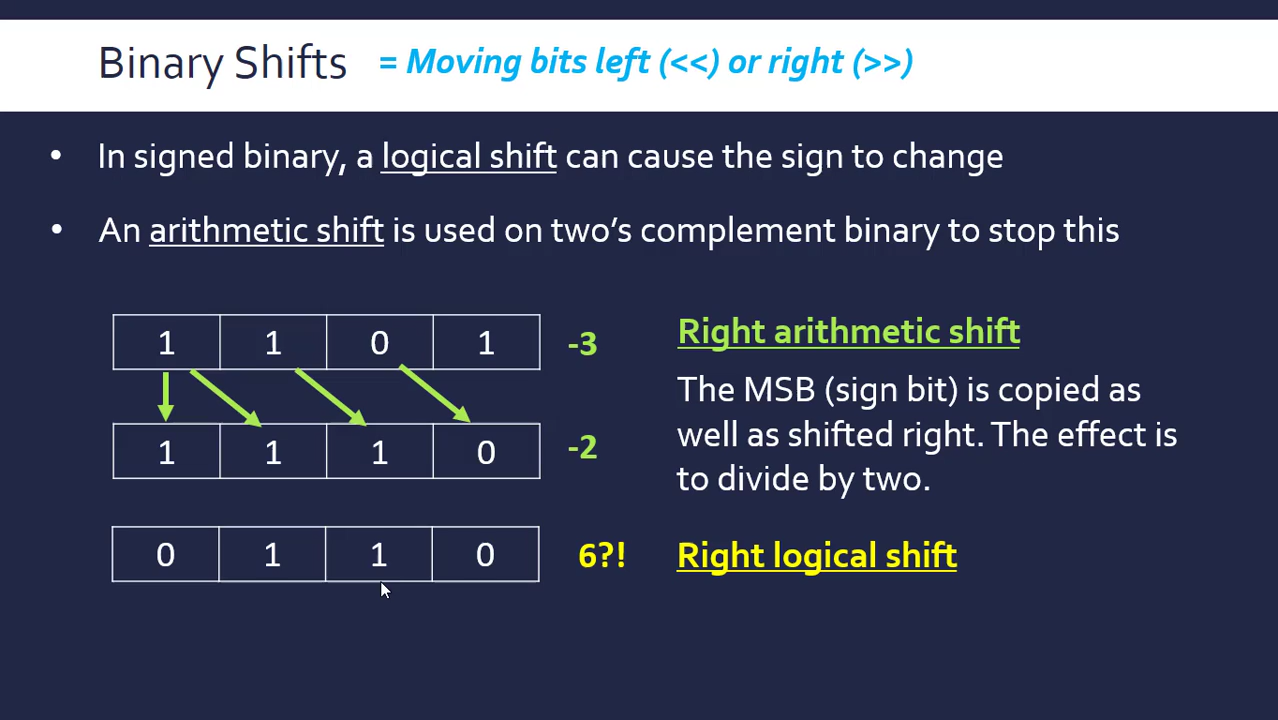 Binary Shifts = Moving bits left (<<) or right (>>)
• In signed binary, a logical shift can cause the sign to change
• An arithmetic shift is used on two's complement binary to stop this
1 1 0 1 -3
Right arithmetic shift
The MSB (sign bit) is copied as
well as shifted right. The effect is
to divide by two.
1 1 1 0 -2
0 1 1 0 6?! Right logical shift